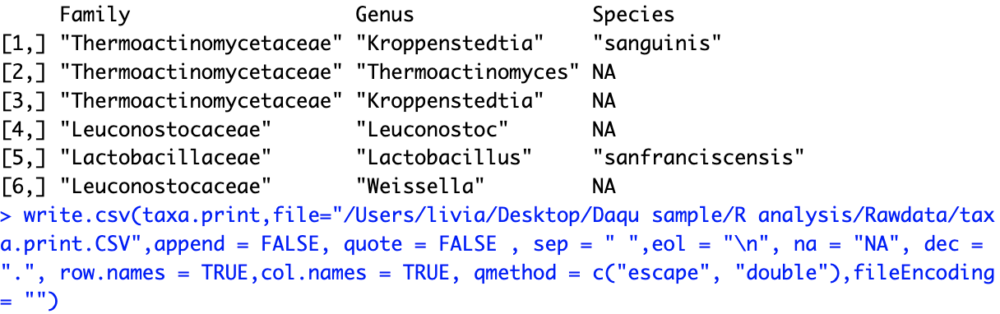 Family Genus Species
[1,] "Thermoactinomycetaceae" "Kroppenstedtia" "sanguinis"
[2,] "Thermoactinomycetaceae" "Thermoactinomyces" NA
[3,] "Thermoactinomycetaceae" "Kroppenstedtia" NA
[4,] "Leuconostocaceae" "Leuconostoc" NA
[5,] "Lactobacillaceae" "Lactobacillus" "sanfranciscensis"
[6,] "Leuconostocaceae" "Weissella" NA
> write.csv(taxa.print,file="/Users/livia/Desktop/Daqu sample/R analysis/Rawdata/tax
a.print.CSV",append = FALSE, quote = FALSE , sep = " ",eol = "\n", na = "NA", dec =
".", row.names = TRUE,col.names = TRUE, qmethod = c("escape", "double"),fileEncoding
= "")